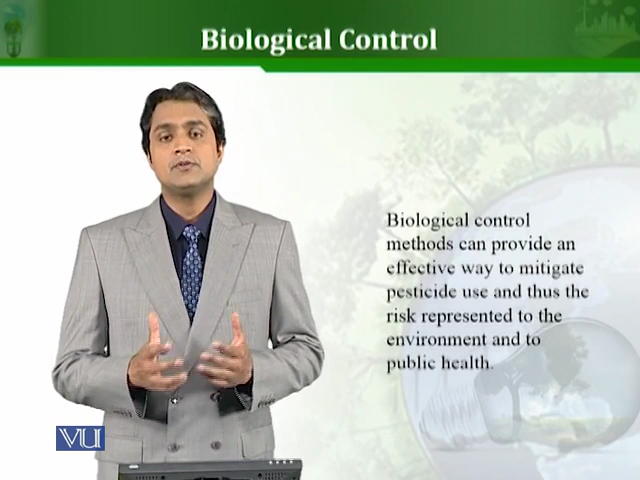 Biological Control
Biological control
methods can provide an
effective way to mitigate
pesticide use and thus the
risk represented to the
environment and to
public health.
VU